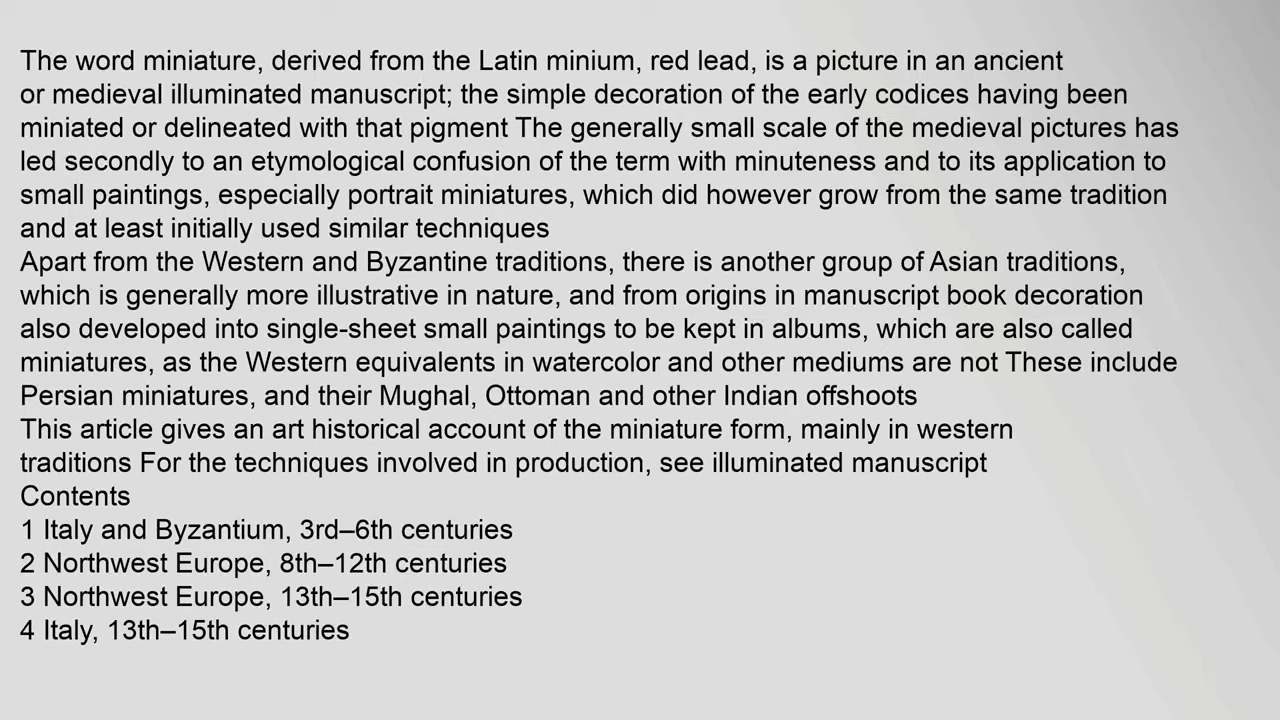 The word miniature, derived from the Latin minium, red lead, is a picture in an ancient
or medieval illuminated manuscript; the simple decoration of the early codices having been
miniated or delineated with that pigment The generally small scale of the medieval pictures has
led secondly to an etymological confusion of the term with minuteness and to its application to
small paintings, especially portrait miniatures, which did however grow from the same tradition
and at least initially used similar techniques
Apart from the Western and Byzantine traditions, there is another group of Asian traditions,
which is generally more illustrative in nature, and from origins in manuscript book decoration
also developed into single-sheet small paintings to be kept in albums, which are also called
miniatures, as the Western equivalents in watercolor and other mediums are not These include
Persian miniatures, and their Mughal, Ottoman and other Indian offshoots
This article gives an art historical account of the miniature form, mainly in western
traditions For the techniques involved in production, see illuminated manuscript
Contents
1 Italy and Byzantium, 3rd–6th centuries
2 Northwest Europe, 8th–12th centuries
3 Northwest Europe, 13th–15th centuries
4 Italy, 13th–15th centuries